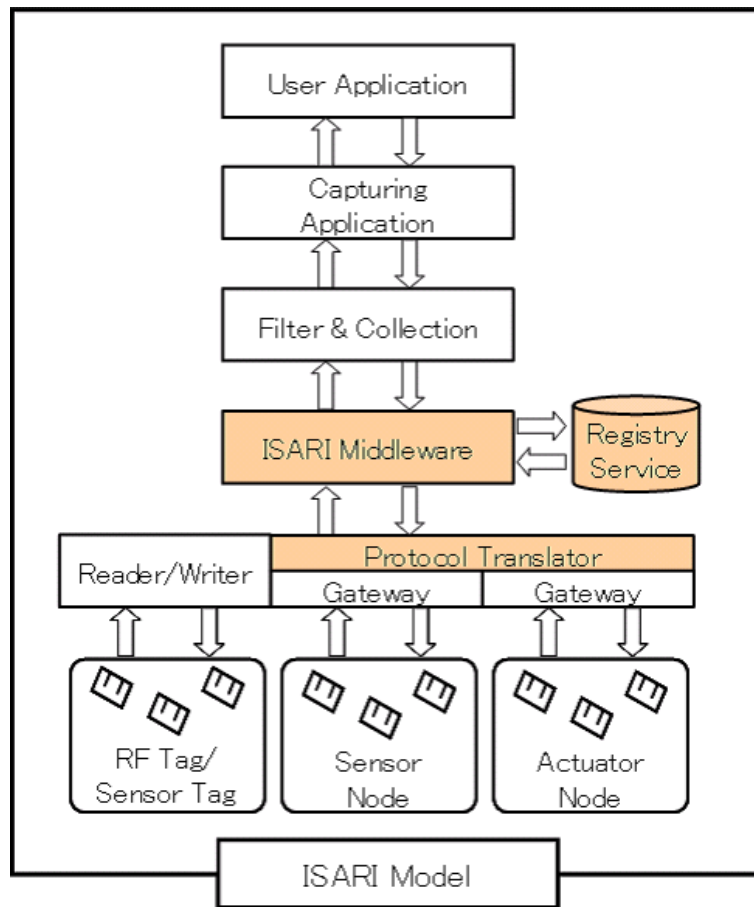 User Application
Capturing
Application
Filter & Collection
ISARI Middleware
Registry
Service
Protocol Translator
Reader/Writer
Gateway
Gateway
RF Tag/
Sensor Tag
Sensor
Node
Actuator
Node
ISARI Model